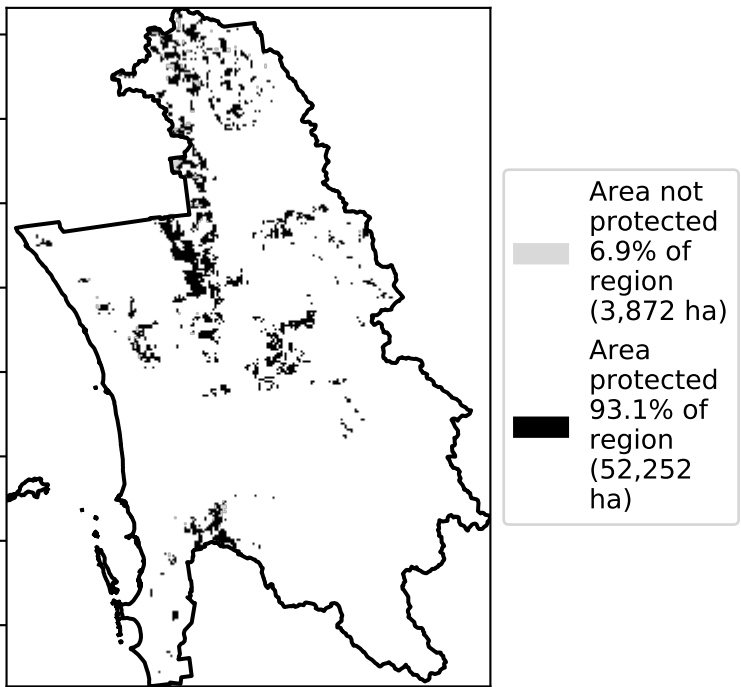 Area not
protected
6.9% of
region
(3,872 ha)
Area
protected
93.1% of
region
(52,252
ha)